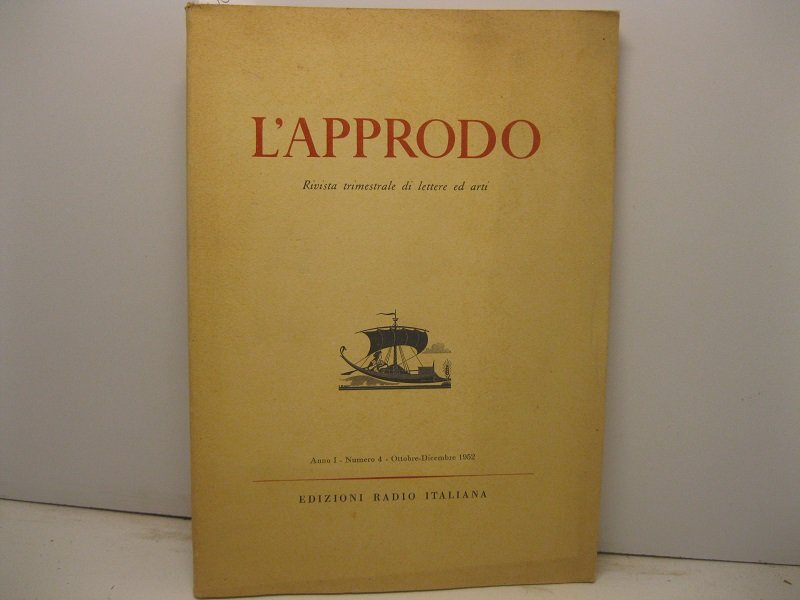 L'APPRODO
Rivista trimestrale di lettere ed arti
Anno I - Numero 4 - Ottobre-Dicembre 1952
EDIZIONI RADIO ITALIANA